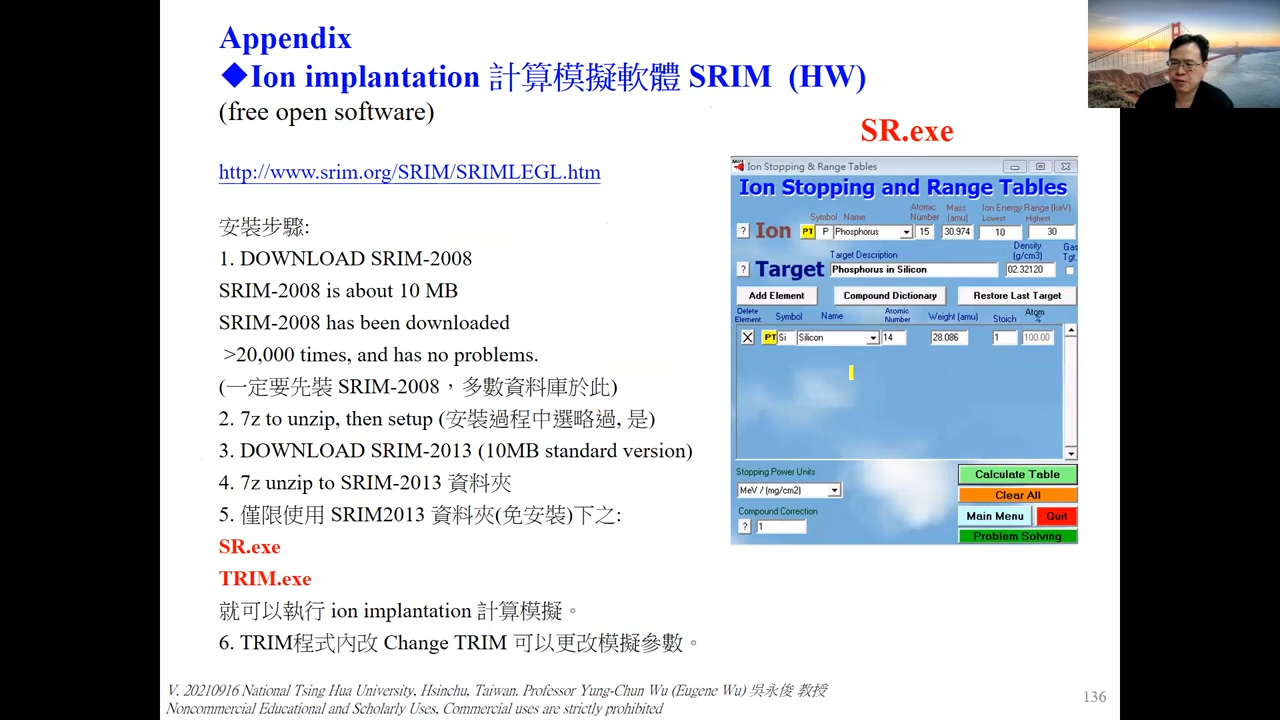 Appendix
◆Ion implantation 計算模擬軟體 SRIM (HW)
(free open software)
http://www.srim.org/SRIM/SRIMLEGL.htm
安裝步驟:
1. DOWNLOAD SRIM-2008
SRIM-2008 is about 10 MB
SRIM-2008 has been downloaded
>20,000 times, and has no problems.
(一定要先裝 SRIM-2008，多數資料庫於此)
2. 7z to unzip, then setup (安裝過程中選略過, 是)
3. DOWNLOAD SRIM-2013 (10MB standard version)
4. 7z unzip to SRIM-2013 資料夾
5. 僅限使用 SRIM2013 資料夾(免安裝)下之:
SR.exe
TRIM.exe
就可以執行 ion implantation 計算模擬。
6. TRIM程式內改 Change TRIM 可以更改模擬參數。
SR.exe
Ion Stopping & Range Tables
Ion Stopping and Range Tables
Symbol Name Atomic Number Mass (amu) Ion Energy Range (keV) Lowest Highest
? Ion PT P Phosphorus 15 30.974 10 30
Target Description Density (g/cm3) Gas Tgt.
? Target Phosphorus in Silicon 02.32120
Add Element Compound Dictionary Restore Last Target
Delete Element Symbol Name Atomic Number Weight (amu) Stoich Atom %
X PT Si Silicon 14 28.086 1 100.00
Stopping Power Units
MeV / (mg/cm2)
Compound Correction
? 1
Calculate Table
Clear All
Main Menu Quit
Problem Solving
V. 20210916 National Tsing Hua University, Hsinchu, Taiwan. Professor Yung-Chun Wu (Eugene Wu) 吳永俊 教授
Noncommercial Educational and Scholarly Uses, Commercial uses are strictly prohibited
136